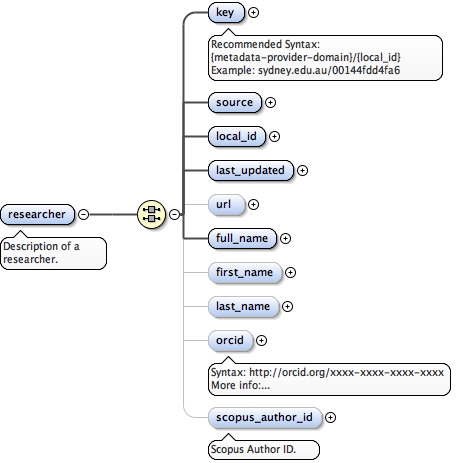 key
Recommended Syntax:
{metadata-provider-domain}/{local_id}
Example: sydney.edu.au/00144fdd4fa6
source
local_id
last_updated
url
researcher
Description of a
researcher.
full_name
first_name
last_name
orcid
Syntax: http://orcid.org/xxxx-xxxx-xxxx-xxxx
More info:...
scopus_author_id
Scopus Author ID.